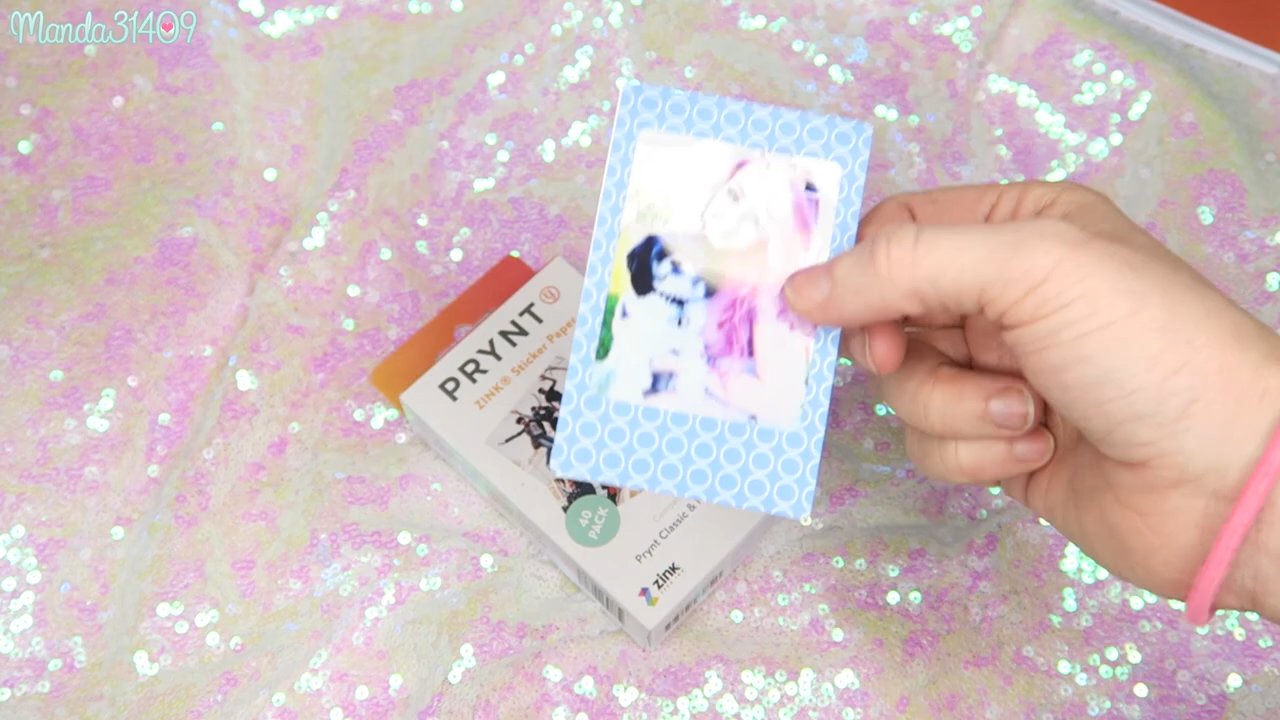 Manda31409
PRYNT
ZINK® Sticker Paper
40
PACK
Prynt Classic &
zink